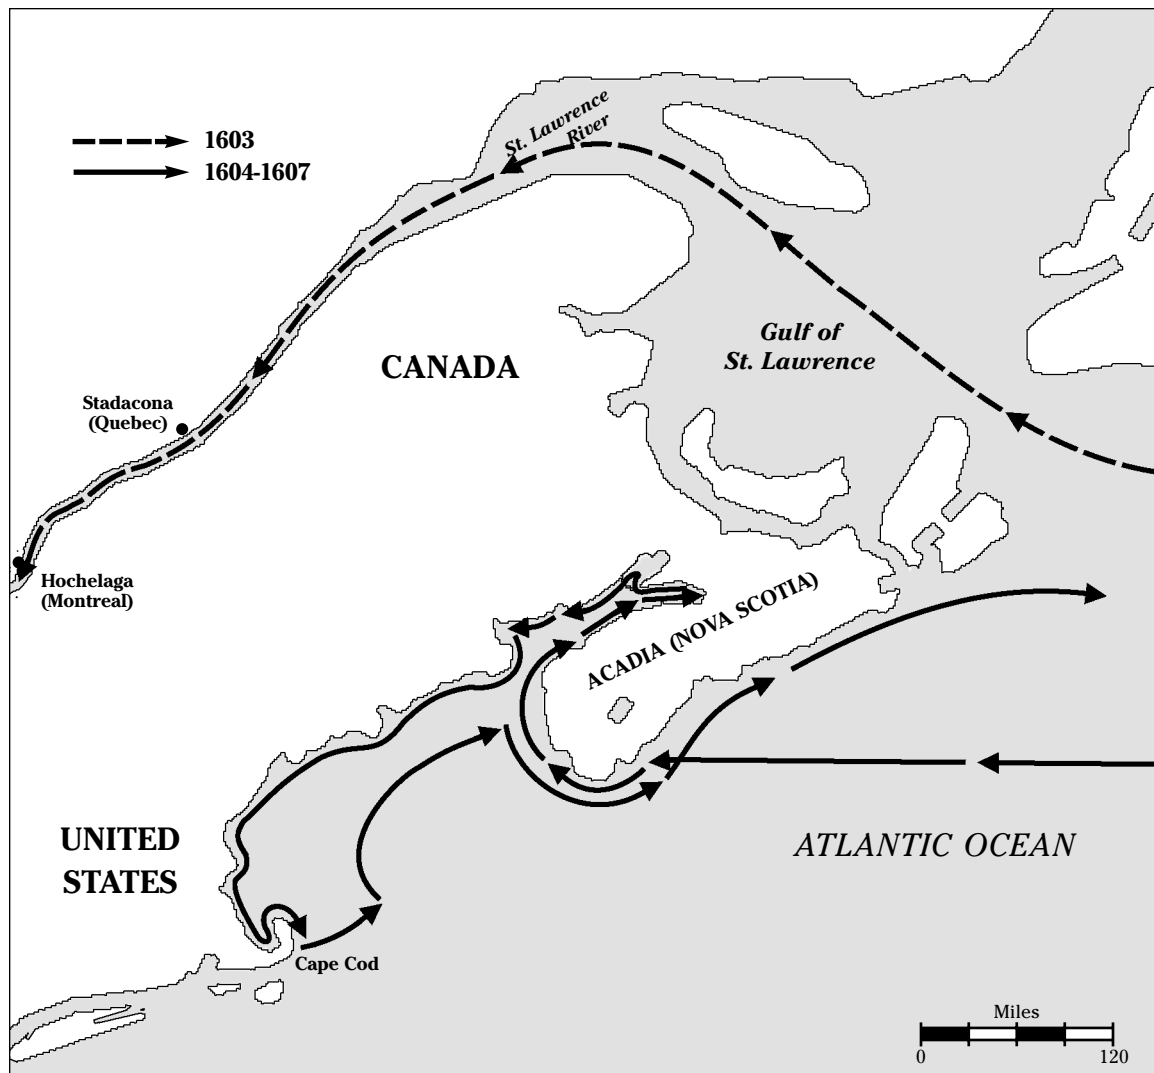 St. Lawrence
River
1603
1604-1607
Gulf of
St. Lawrence
CANADA
Stadacona
(Quebec)
Hochelaga
(Montreal)
ACADIA (NOVA SCOTIA)
UNITED
STATES
ATLANTIC OCEAN
Cape Cod
Miles
0 120